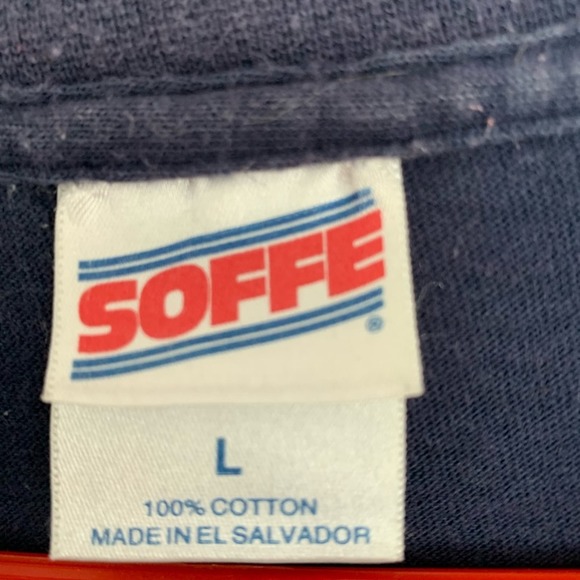 SOFFE®
L
100% COTTON
MADE IN EL SALVADOR